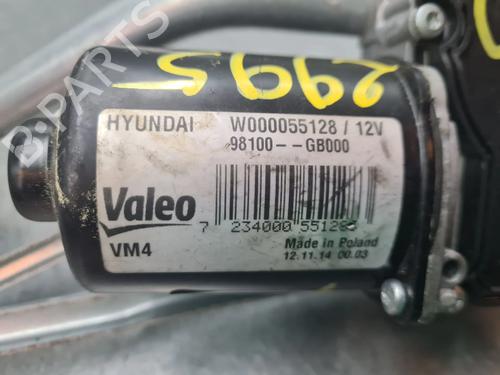 2995
HYUNDAI W000055128 / 12V
98100--GB000
Valeo
7 234000 551285
VM4
Made in Poland
12.11.14 00.03
B-PARTS